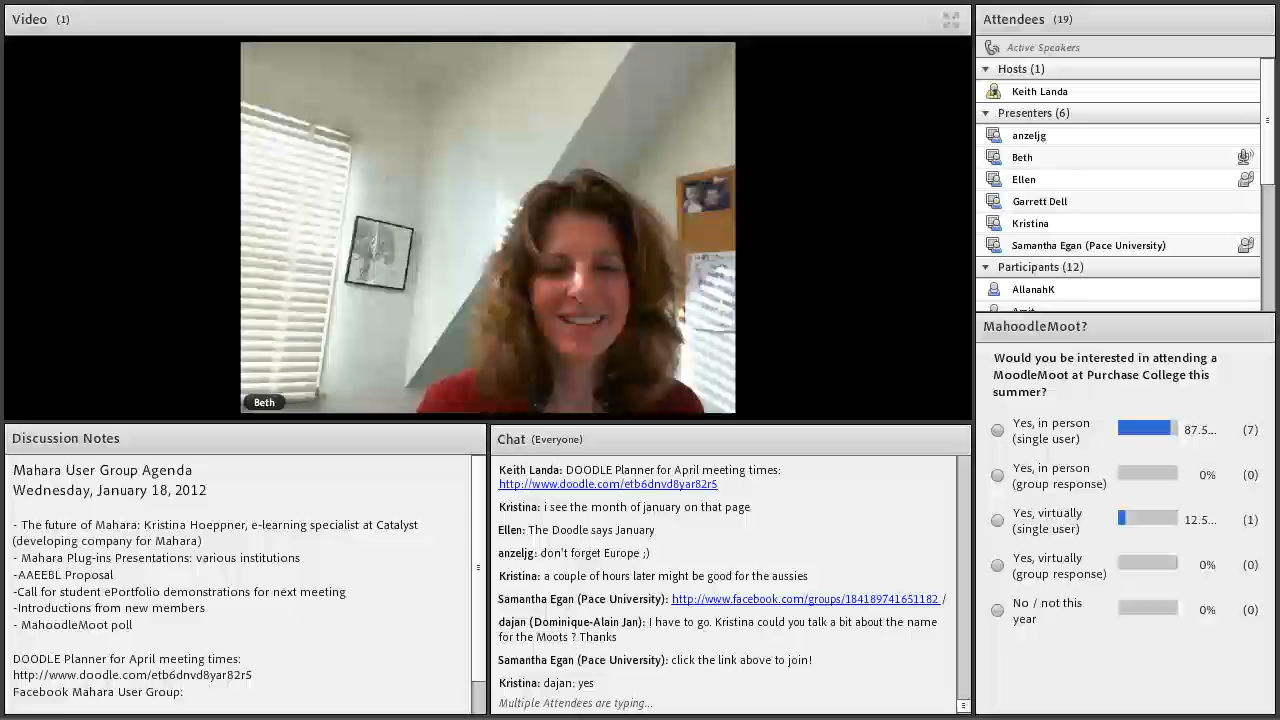 Video (1)
Beth
Attendees (19)
Active Speakers
Hosts (1)
Keith Landa
Presenters (6)
anzeljg
Beth
Ellen
Garrett Dell
Kristina
Samantha Egan (Pace University)
Participants (12)
AllanahK
MahoodleMoot?
Would you be interested in attending a
MoodleMoot at Purchase College this
summer?
Yes, in person
(single user)
87.5... (7)
Yes, in person
(group response)
0% (0)
Yes, virtually
(single user)
12.5... (1)
Yes, virtually
(group response)
0% (0)
No / not this
year
0% (0)
Discussion Notes
Mahara User Group Agenda
Wednesday, January 18, 2012
- The future of Mahara: Kristina Hoeppner, e-learning specialist at Catalyst
(developing company for Mahara)
- Mahara Plug-ins Presentations: various institutions
-AAEEBL Proposal
-Call for student ePortfolio demonstrations for next meeting
-Introductions from new members
- MahoodleMoot poll
DOODLE Planner for April meeting times:
http://www.doodle.com/etb6dnvd8yar82r5
Facebook Mahara User Group:
Chat (Everyone)
Keith Landa: DOODLE Planner for April meeting times:
http://www.doodle.com/etb6dnvd8yar82r5
Kristina: i see the month of january on that page
Ellen: The Doodle says January
anzeljg: don't forget Europe ;)
Kristina: a couple of hours later might be good for the aussies
Samantha Egan (Pace University): http://www.facebook.com/groups/184189741651182 /
dajan (Dominique-Alain Jan): I have to go. Kristina could you talk a bit about the name
for the Moots ? Thanks
Samantha Egan (Pace University): click the link above to join!
Kristina: dajan: yes
Multiple Attendees are typing...